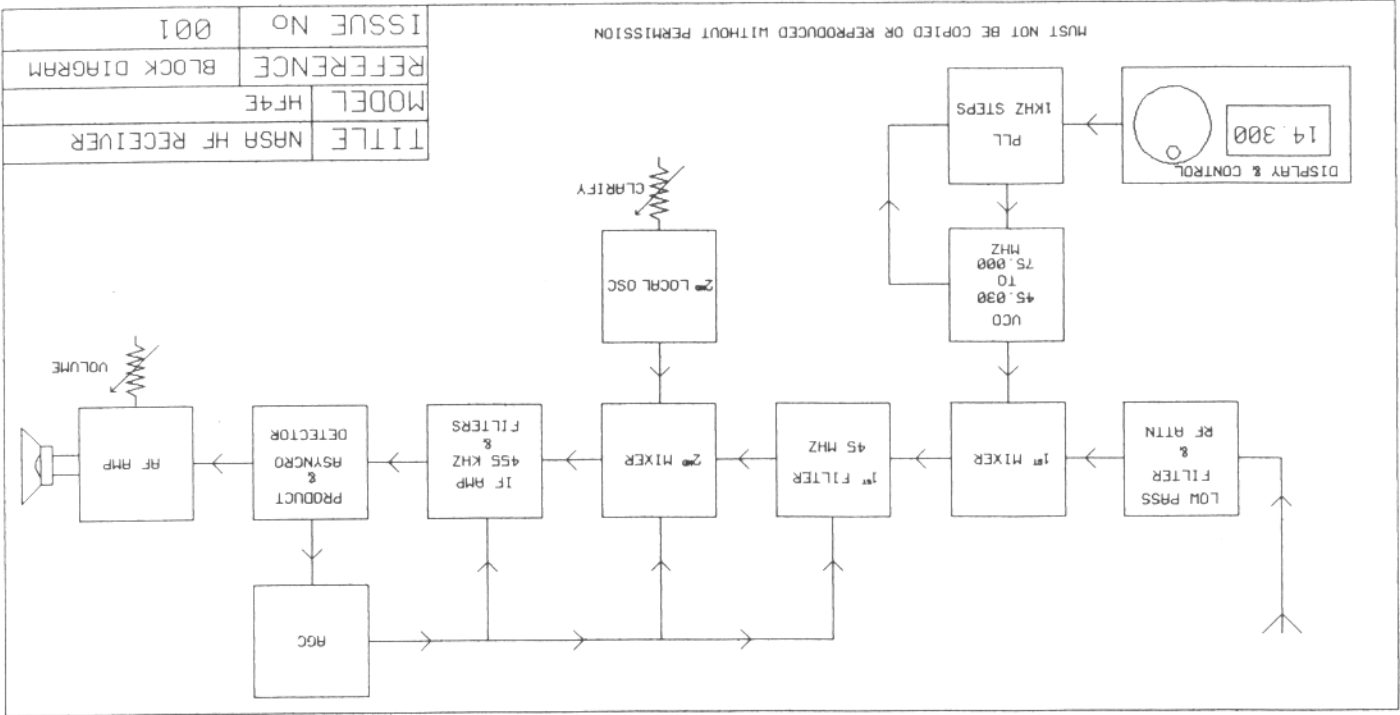 AGC
LOW PASS
FILTER
&
RF ATTN
1ST MIXER
1ST FILTER
45 MHZ
2ND MIXER
IF AMP
455 KHZ
&
FILTERS
PRODUCT
&
ASYNCRO
DETECTOR
AF AMP
VOLUME
VCO
45.030
TO
75.000
MHZ
2ND LOCAL OSC
CLARIFY
DISPLAY & CONTROL
14.300
PLL
1KHZ STEPS
TITLE NASA HF RECEIVER
MODEL HF4E
REFERENCE BLOCK DIAGRAM
ISSUE No 001
MUST NOT BE COPIED OR REPRODUCED WITHOUT PERMISSION